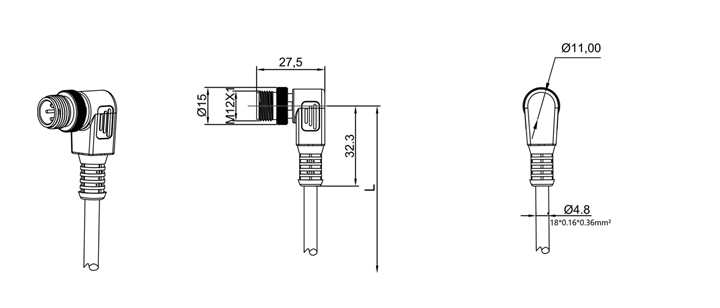 27,5
Ø15
M12X1
32.3
L
Ø11,00
Ø4.8
18*0.16*0.36mm²